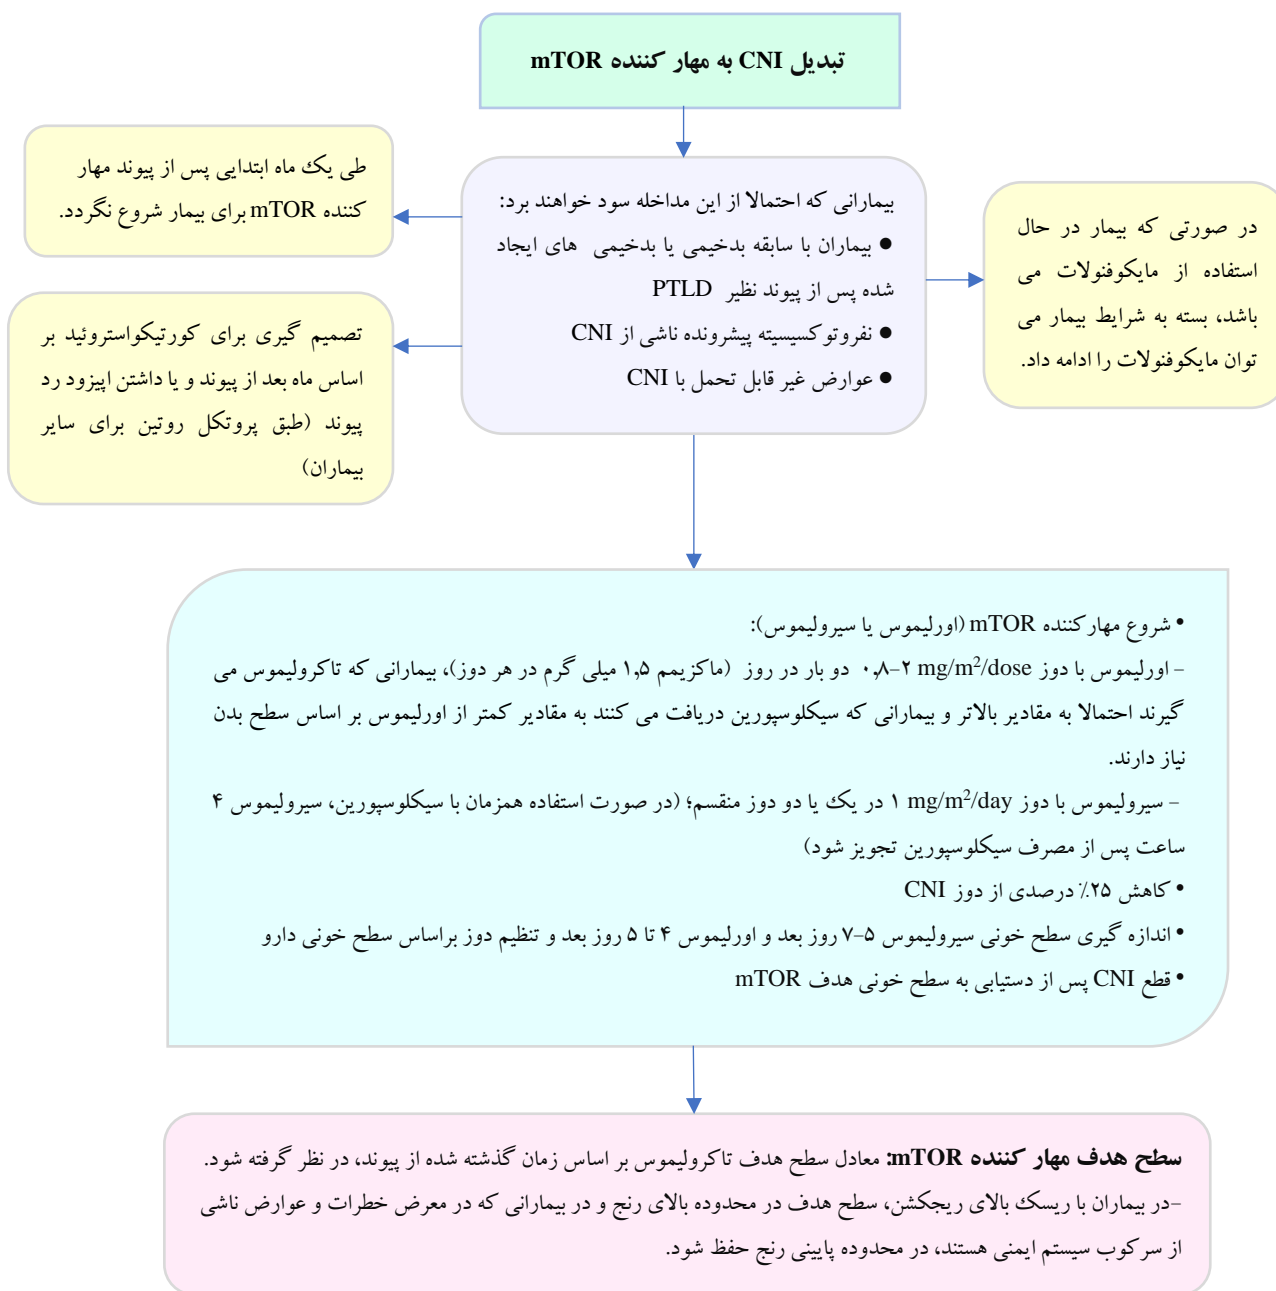 تبدیل CNI به مهار کننده mTOR
طی یک ماه ابتدایی پس از پیوند مهار
کننده mTOR برای بیمار شروع نگردد.
تصمیم گیری برای کورتیکواستروئید بر
اساس ماه بعد از پیوند و یا داشتن اپیزود رد
پیوند (طبق پروتکل روتین برای سایر
بیماران)
بیمارانی که احتمالا از این مداخله سود خواهند برد:
● بیماران با سابقه بدخیمی یا بدخیمی های ایجاد
شده پس از پیوند نظیر PTLD
● نفروتوکسیسیته پیشرونده ناشی از CNI
● عوارض غیر قابل تحمل با CNI
در صورتی که بیمار در حال
استفاده از مایکوفنولات می
باشد، بسته به شرایط بیمار می
توان مایکوفنولات را ادامه داد.
• شروع مهارکننده mTOR (اورلیموس یا سیرولیموس):
- اورلیموس با دوز ۰٫۸-۲ mg/m²/dose دو بار در روز (ماکزیمم ۱٫۵ میلی گرم در هر دوز)، بیمارانی که تاکرولیموس می
گیرند احتمالا به مقادیر بالاتر و بیمارانی که سیکلوسپورین دریافت می کنند به مقادیر کمتر از اورلیموس بر اساس سطح بدن
نیاز دارند.
- سیرولیموس با دوز ۱ mg/m²/day در یک یا دو دوز منقسم؛ (در صورت استفاده همزمان با سیکلوسپورین، سیرولیموس ۴
ساعت پس از مصرف سیکلوسپورین تجویز شود)
• کاهش ۲۵٪ درصدی از دوز CNI
• اندازه گیری سطح خونی سیرولیموس ۵-۷ روز بعد و اورلیموس ۴ تا ۵ روز بعد و تنظیم دوز براساس سطح خونی دارو
• قطع CNI پس از دستیابی به سطح خونی هدف mTOR
سطح هدف مهار کننده mTOR: معادل سطح هدف تاکرولیموس بر اساس زمان گذشته شده از پیوند، در نظر گرفته شود.
-در بیماران با ریسک بالای ریجکشن، سطح هدف در محدوده بالای رنج و در بیمارانی که در معرض خطرات و عوارض ناشی
از سرکوب سیستم ایمنی هستند، در محدوده پایینی رنج حفظ شود.